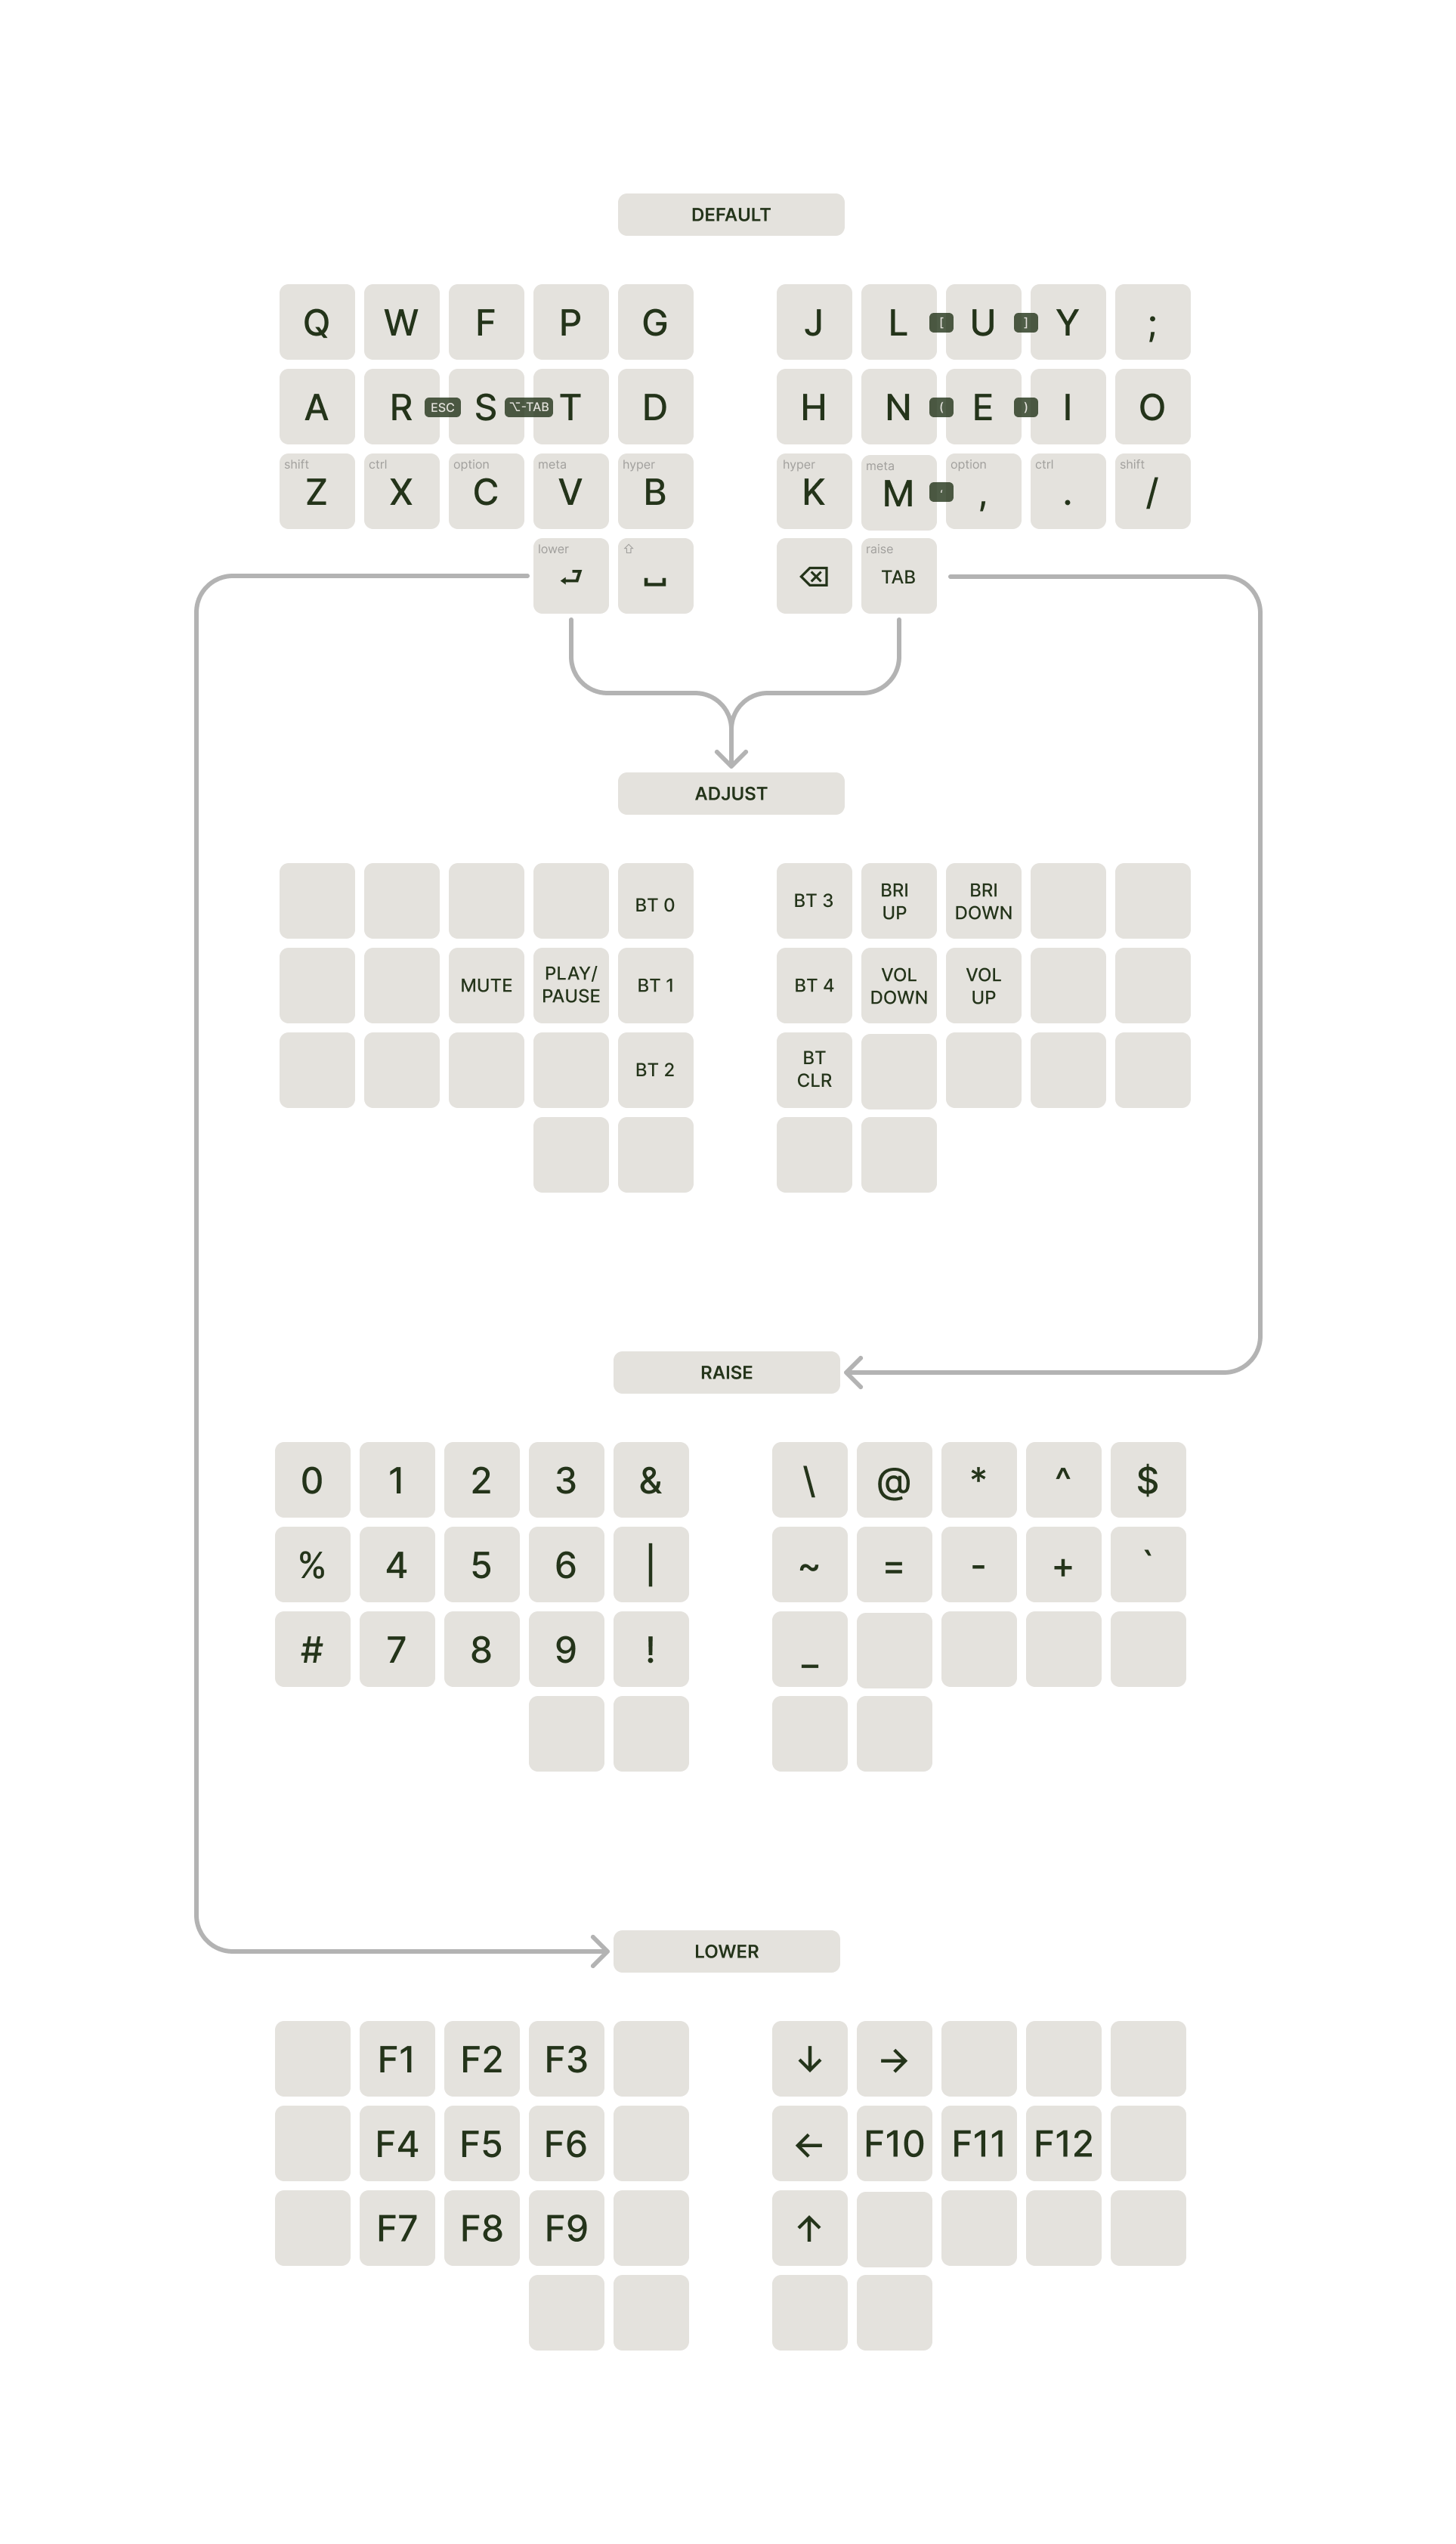 DEFAULT
Q W F P G J L [ U ] Y ;
A R ESC S ⌥-TAB T D H N ( E ) I O
shift ctrl option meta hyper hyper meta option ctrl shift
Z X C V B K M ' , . /
lower ⇧ raise
TAB
ADJUST
BT 0 BT 3 BRI UP BRI DOWN
MUTE PLAY/ PAUSE BT 1 BT 4 VOL DOWN VOL UP
BT 2 BT CLR
RAISE
0 1 2 3 & \ @ * ^ $
% 4 5 6 | ~ = - + `
# 7 8 9 ! _
LOWER
F1 F2 F3 ↓ →
F4 F5 F6 ← F10 F11 F12
F7 F8 F9 ↑